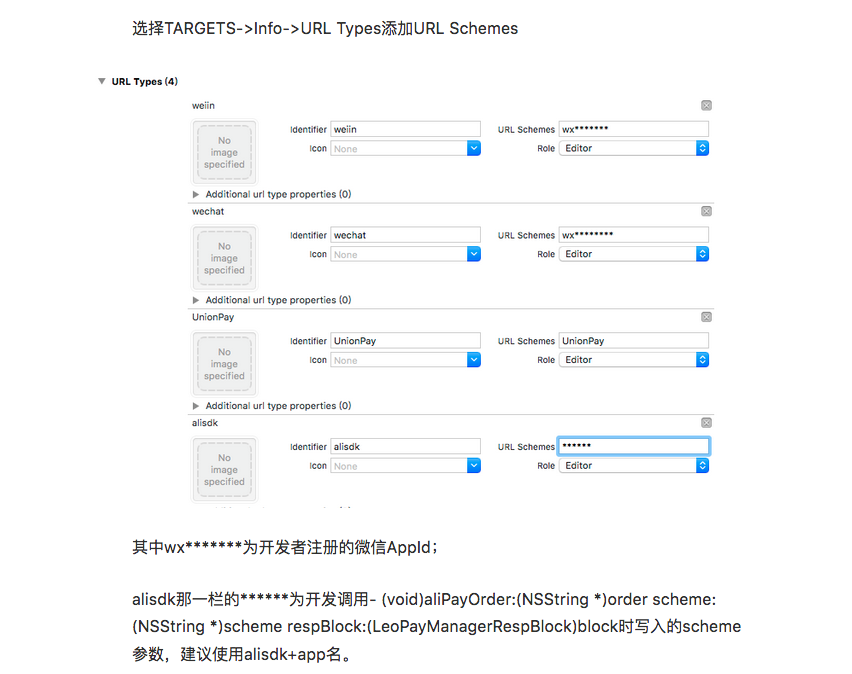 选择TARGETS->Info->URL Types添加URL Schemes
URL Types (4)
weiin
No image specified
Identifier weiin URL Schemes wx*******
Icon None Role Editor
Additional url type properties (0)
wechat
No image specified
Identifier wechat URL Schemes wx********
Icon None Role Editor
Additional url type properties (0)
UnionPay
No image specified
Identifier UnionPay URL Schemes UnionPay
Icon None Role Editor
Additional url type properties (0)
alisdk
No image specified
Identifier alisdk URL Schemes ******
Icon None Role Editor
其中wx*******为开发者注册的微信AppId；
alisdk那一栏的******为开发调用- (void)aliPayOrder:(NSString *)order scheme:
(NSString *)scheme respBlock:(LeoPayManagerRespBlock)block时写入的scheme
参数，建议使用alisdk+app名。